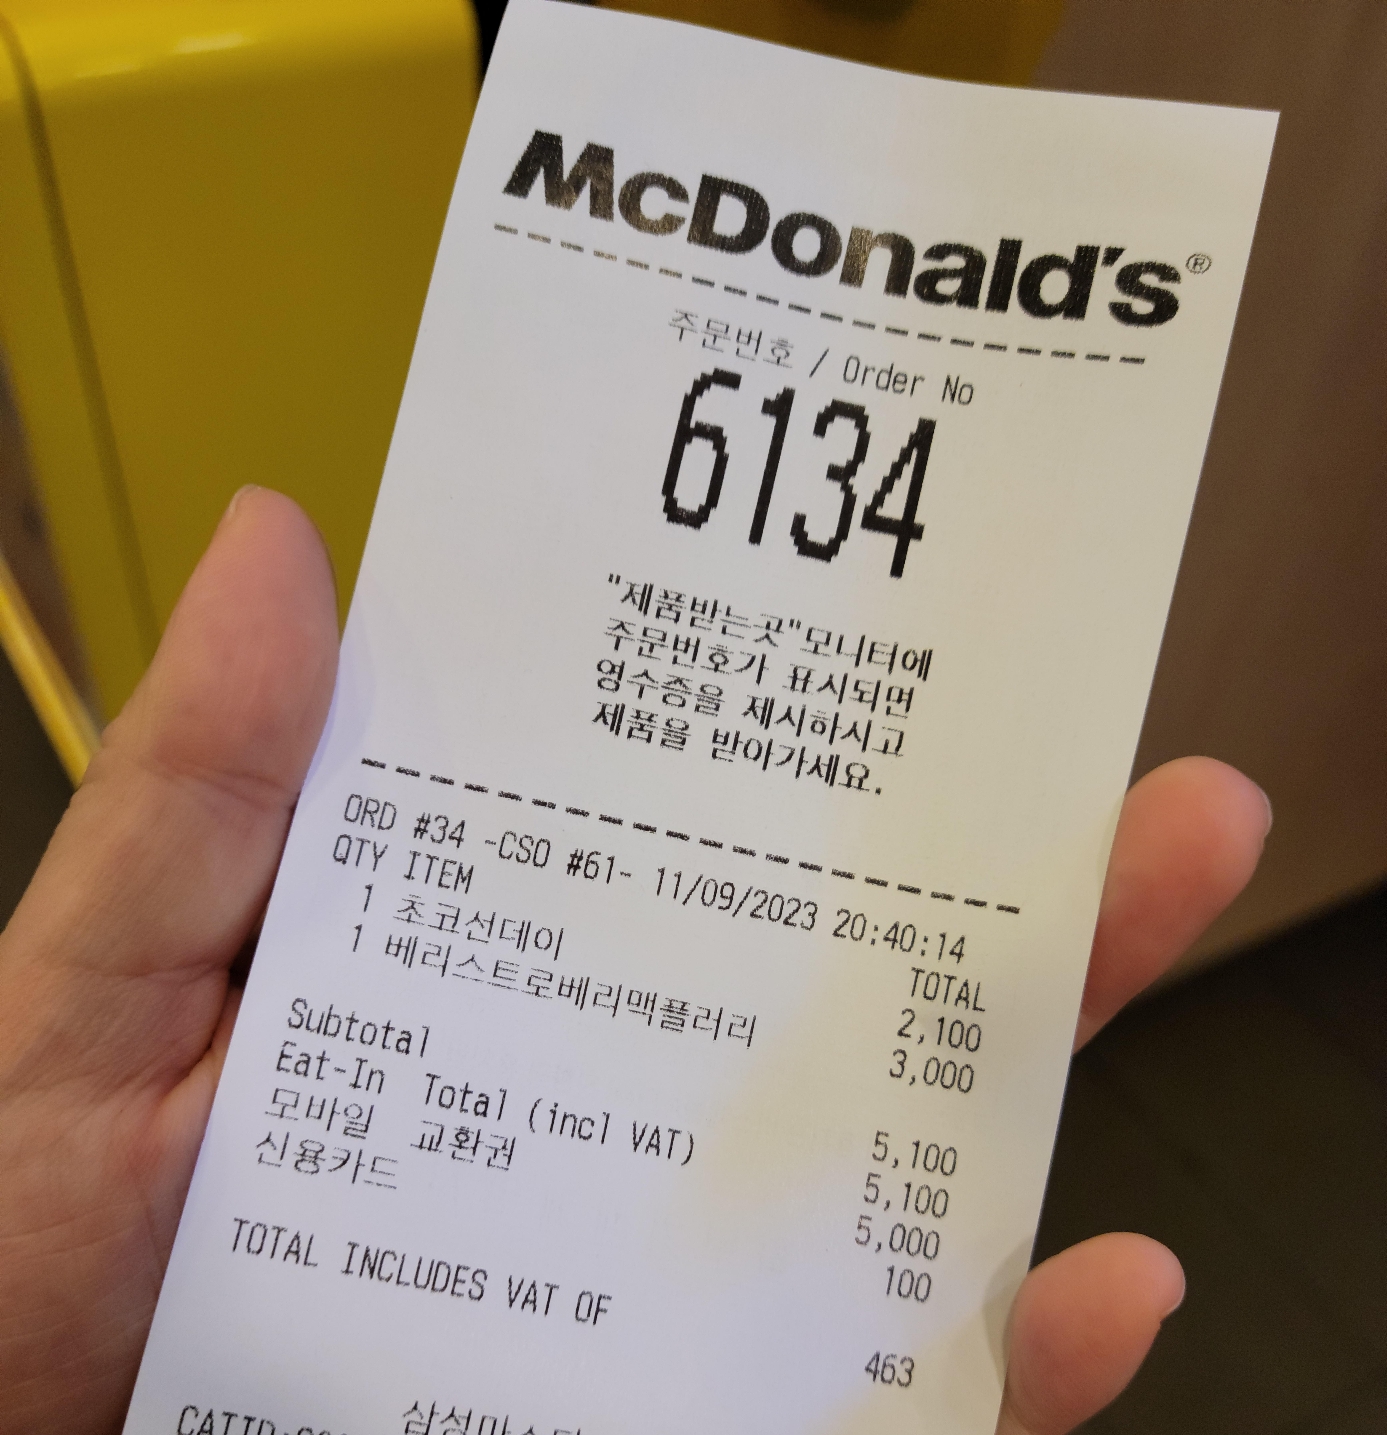 McDonald's®
주문번호 / Order No
6134
"제품받는곳"모니터에
주문번호가 표시되면
영수증을 제시하시고
제품을 받아가세요.
ORD #34 -CSO #61- 11/09/2023 20:40:14
QTY ITEM TOTAL
1 초코선데이 2,100
1 베리스트로베리맥플러리 3,000
Subtotal 5,100
Eat-In Total (incl VAT) 5,100
모바일 교환권 5,000
신용카드 100
TOTAL INCLUDES VAT OF 463